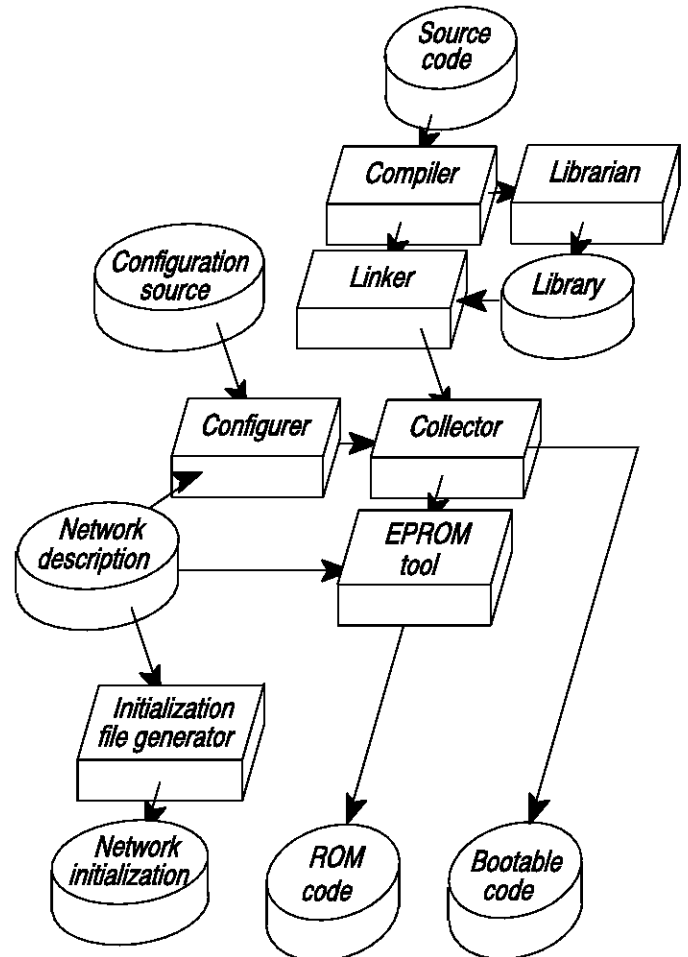 Source
code
Compiler
Librarian
Configuration
source
Linker
Library
Configurer
Collector
Network
description
EPROM
tool
Initialization
file generator
Network
initialization
ROM
code
Bootable
code